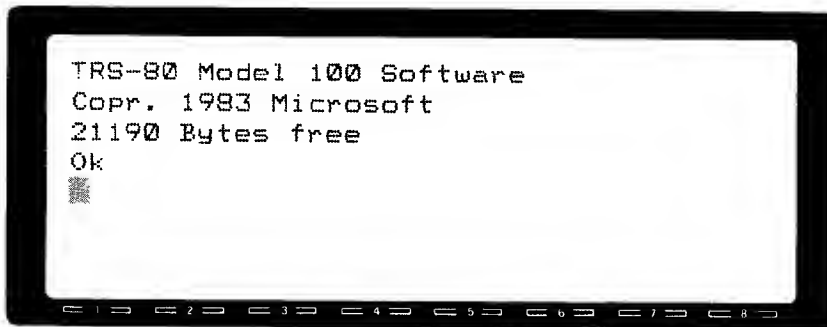 TRS-80 Model 100 Software
Copr. 1983 Microsoft
21190 Bytes free
Ok
1 2 3 4 5 6 7 8